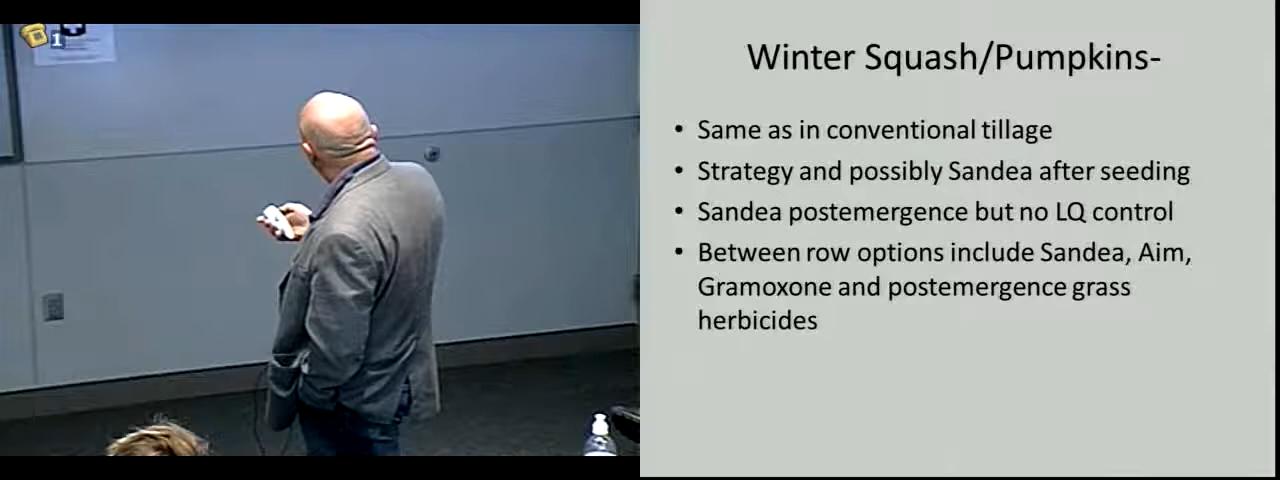 1
Winter Squash/Pumpkins-
• Same as in conventional tillage
• Strategy and possibly Sandea after seeding
• Sandea postemergence but no LQ control
• Between row options include Sandea, Aim,
Gramoxone and postemergence grass
herbicides